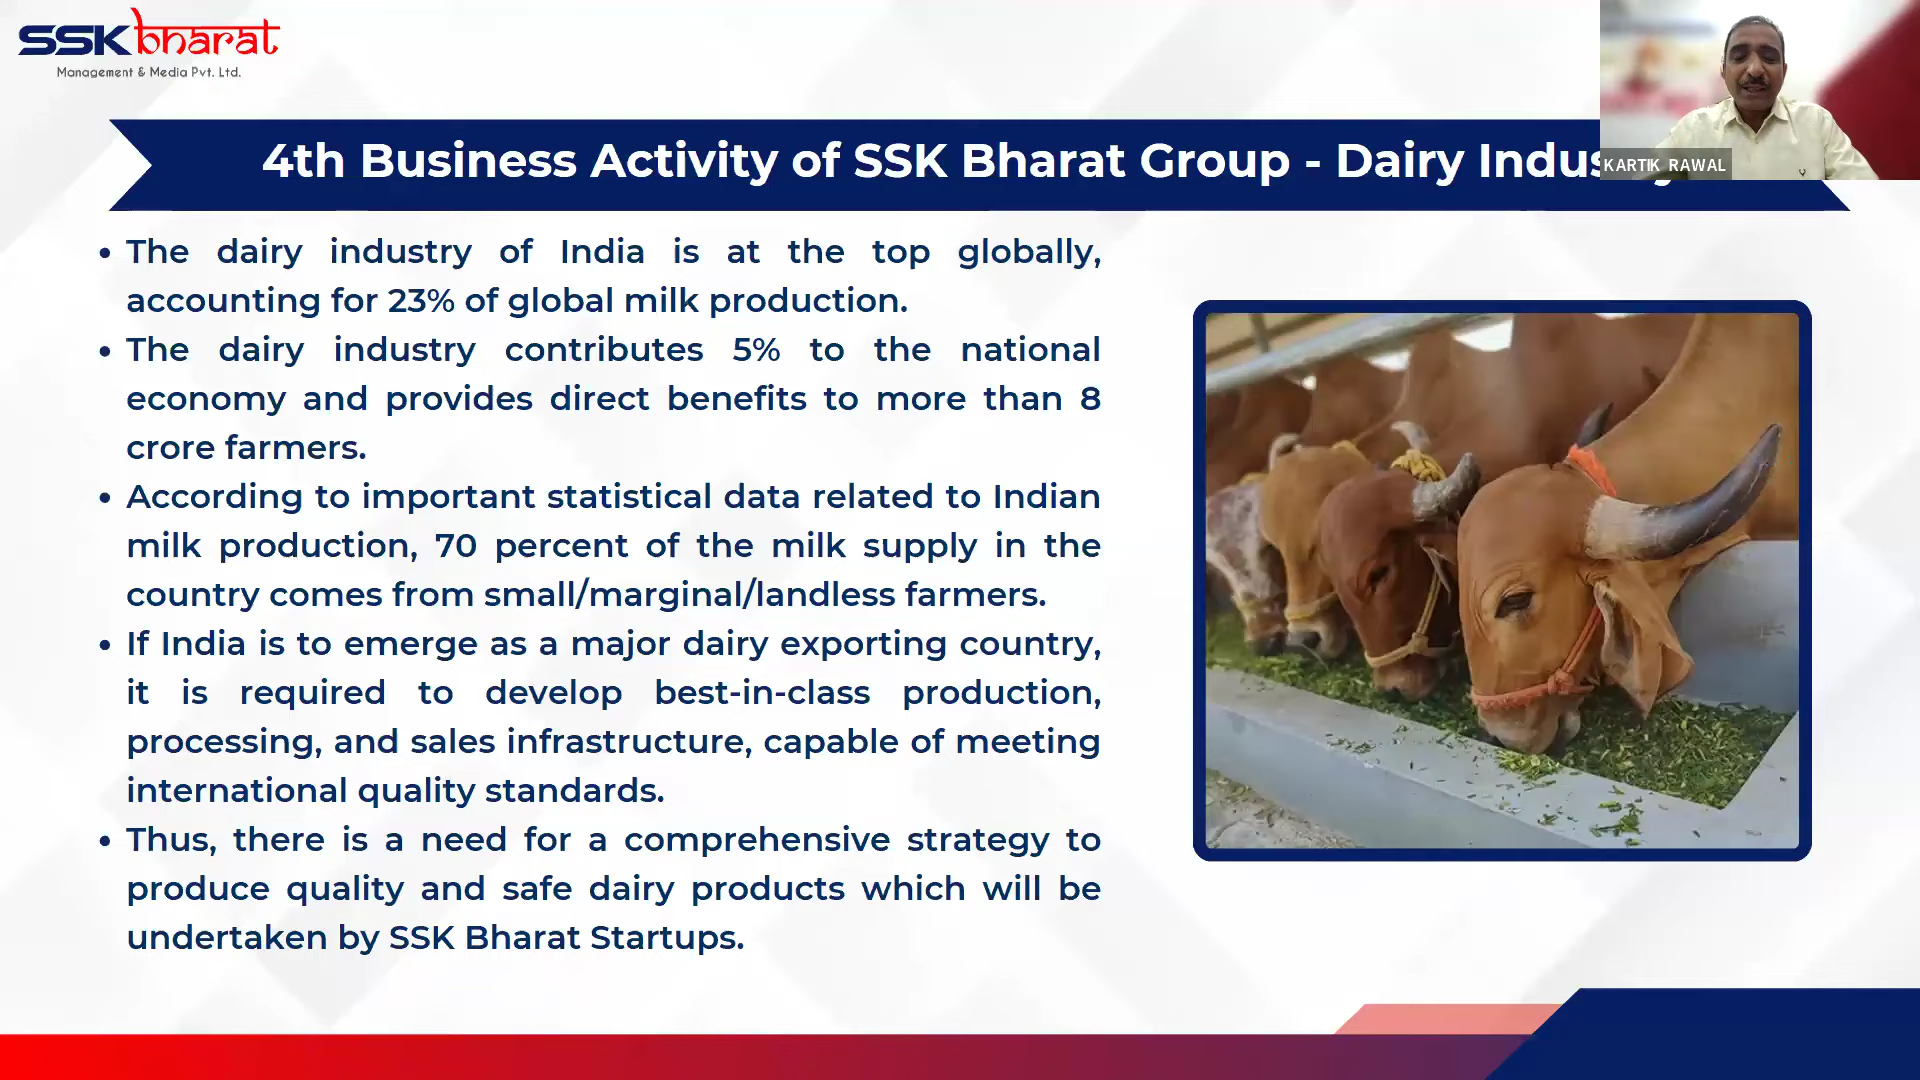 SSKbharat
Management & Media Pvt. Ltd.
4th Business Activity of SSK Bharat Group - Dairy
KARTIK RAWAL
• The dairy industry of India is at the top globally,
accounting for 23% of global milk production.
• The dairy industry contributes 5% to the national
economy and provides direct benefits to more than 8
crore farmers.
• According to important statistical data related to Indian
milk production, 70 percent of the milk supply in the
country comes from small/marginal/landless farmers.
• If India is to emerge as a major dairy exporting country,
it is required to develop best-in-class production,
processing, and sales infrastructure, capable of meeting
international quality standards.
• Thus, there is a need for a comprehensive strategy to
produce quality and safe dairy products which will be
undertaken by SSK Bharat Startups.